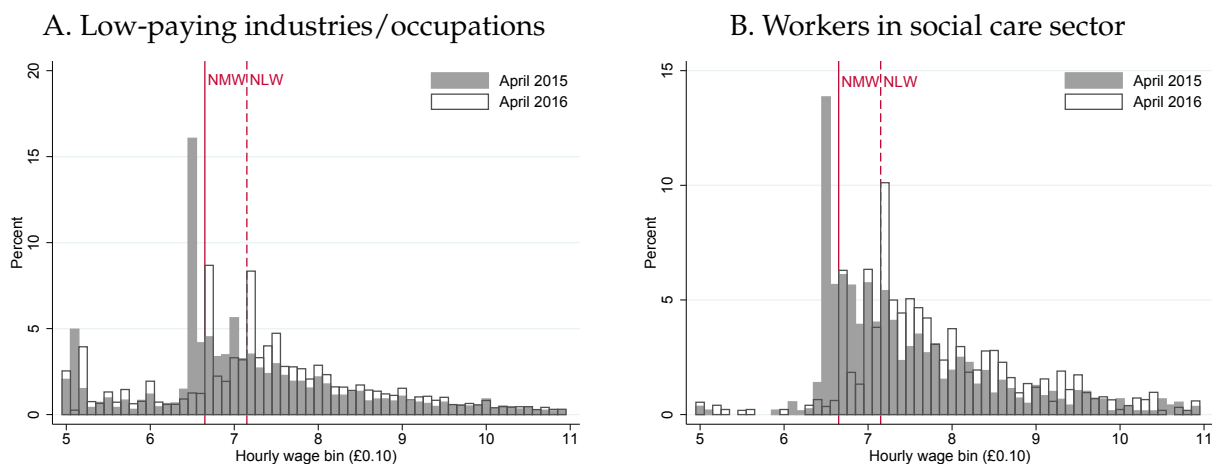 A. Low-paying industries/occupations
NMW NLW
April 2015
April 2016
Percent
20
15
10
5
0
5 6 7 8 9 10 11
Hourly wage bin (£0.10)
B. Workers in social care sector
NMW NLW
April 2015
April 2016
Percent
15
10
5
0
5 6 7 8 9 10 11
Hourly wage bin (£0.10)